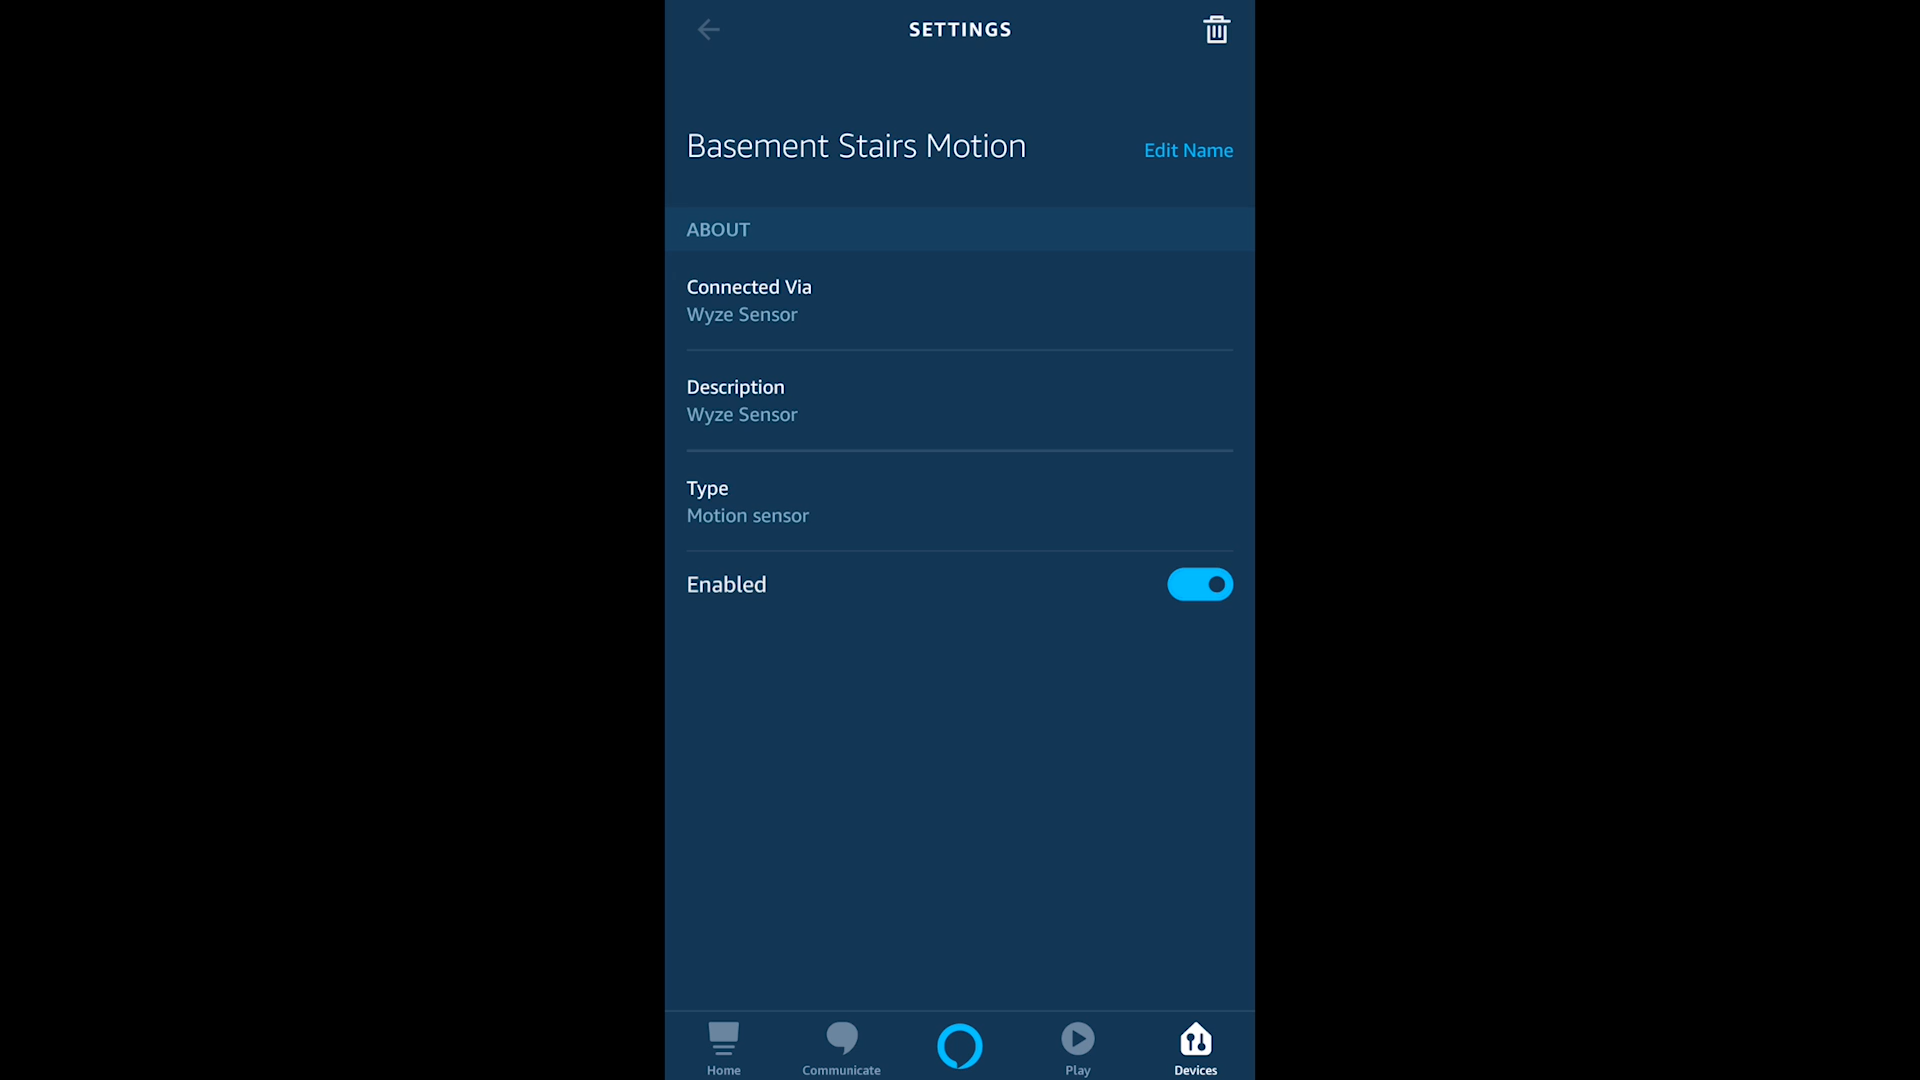 SETTINGS
Basement Stairs Motion
Edit Name
ABOUT
Connected Via
Wyze Sensor
Description
Wyze Sensor
Type
Motion sensor
Enabled
Home
Communicate
Play
Devices